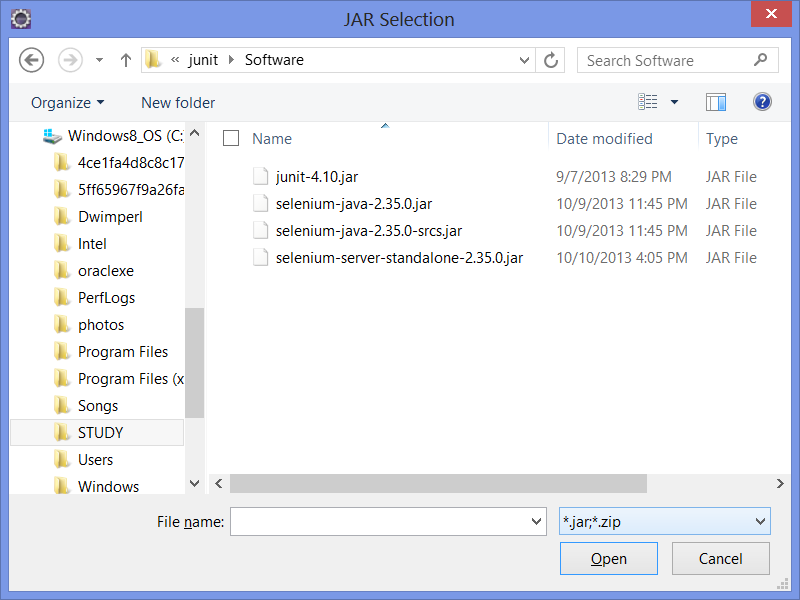 JAR Selection
« junit Software
Search Software
Organize New folder
Name Date modified Type
Windows8_OS (C:
4ce1fa4d8c8c17
5ff65967f9a26fa
Dwimperl
Intel
oraclexe
PerfLogs
photos
Program Files
Program Files (x
Songs
STUDY
Users
Windows
junit-4.10.jar 9/7/2013 8:29 PM JAR File
selenium-java-2.35.0.jar 10/9/2013 11:45 PM JAR File
selenium-java-2.35.0-srcs.jar 10/9/2013 11:45 PM JAR File
selenium-server-standalone-2.35.0.jar 10/10/2013 4:05 PM JAR File
File name: *.jar;*.zip
Open Cancel